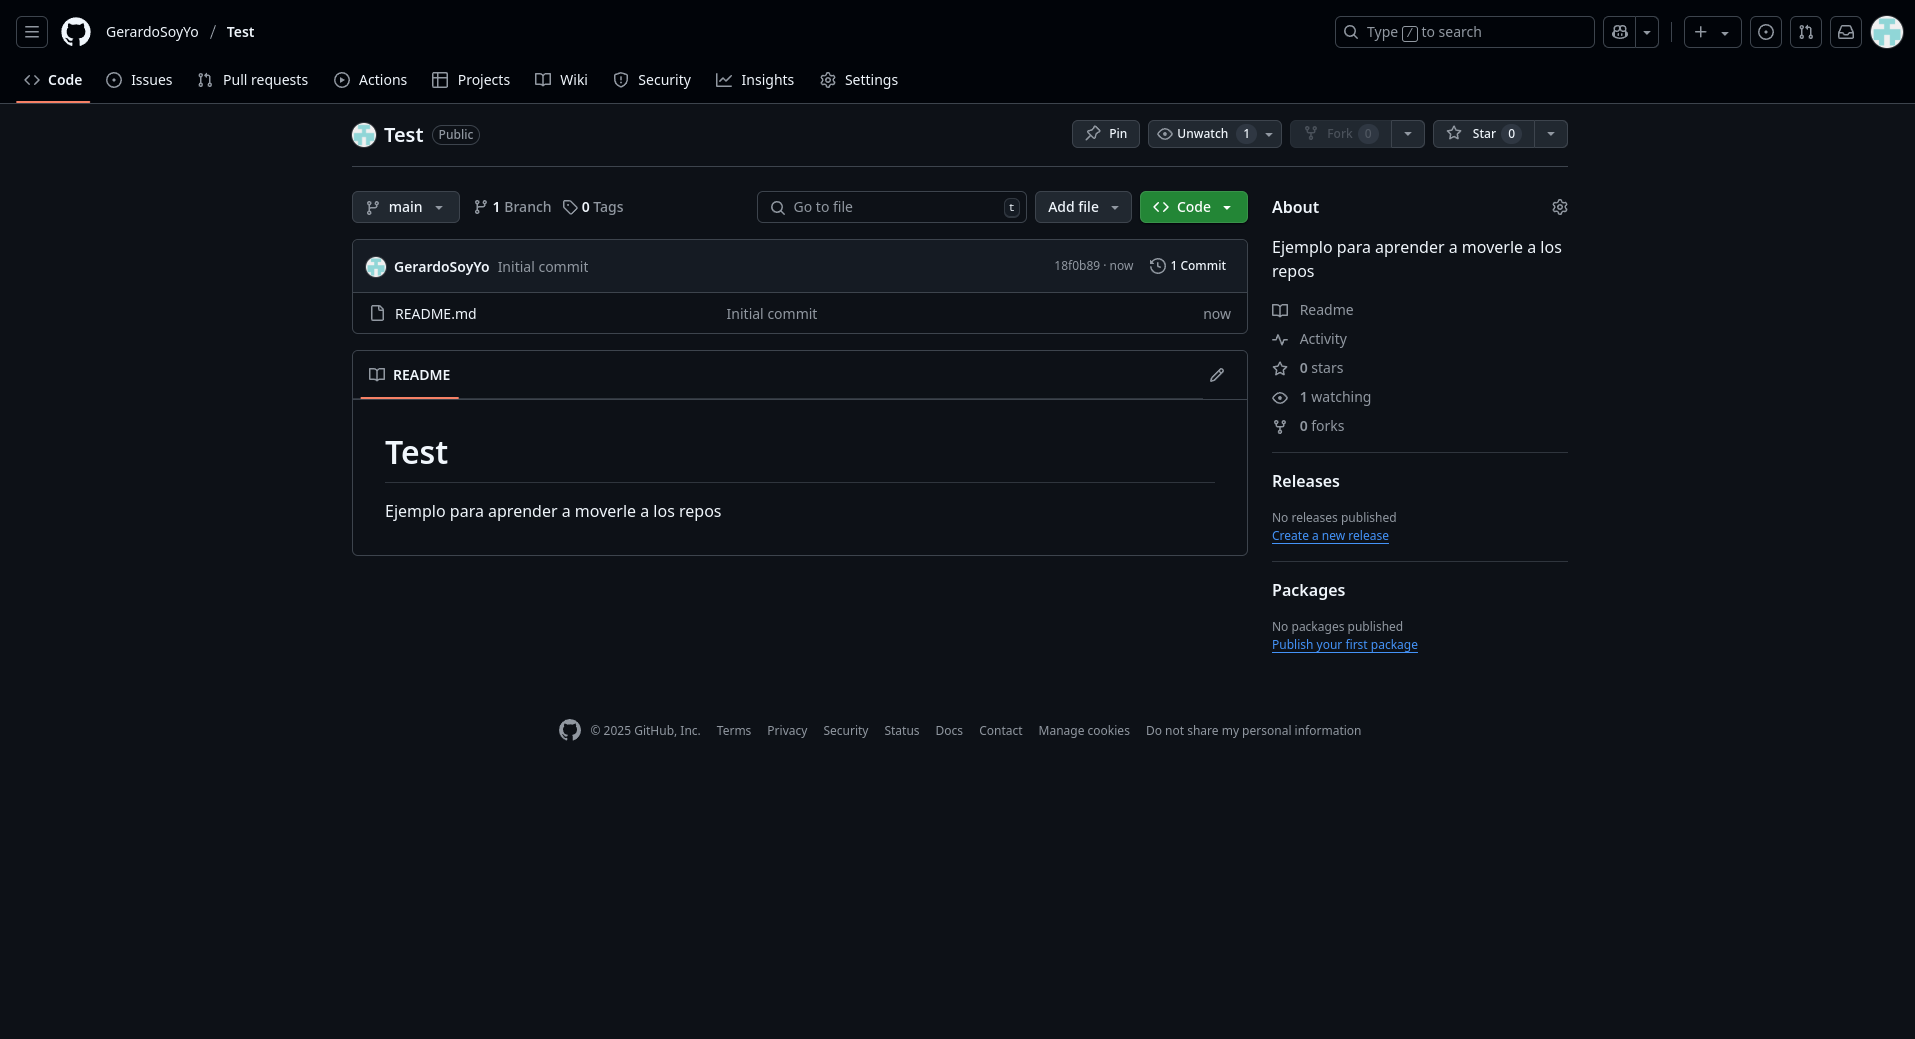 GerardoSoyYo / Test
Type / to search
Code Issues Pull requests Actions Projects Wiki Security Insights Settings
Test Public
Pin Unwatch 1 Fork 0 Star 0
main 1 Branch 0 Tags Go to file t Add file Code
GerardoSoyYo Initial commit 18f0b89 · now 1 Commit
README.md Initial commit now
README
Test
Ejemplo para aprender a moverle a los repos
About
Ejemplo para aprender a moverle a los
repos
Readme
Activity
0 stars
1 watching
0 forks
Releases
No releases published
Create a new release
Packages
No packages published
Publish your first package
© 2025 GitHub, Inc. Terms Privacy Security Status Docs Contact Manage cookies Do not share my personal information